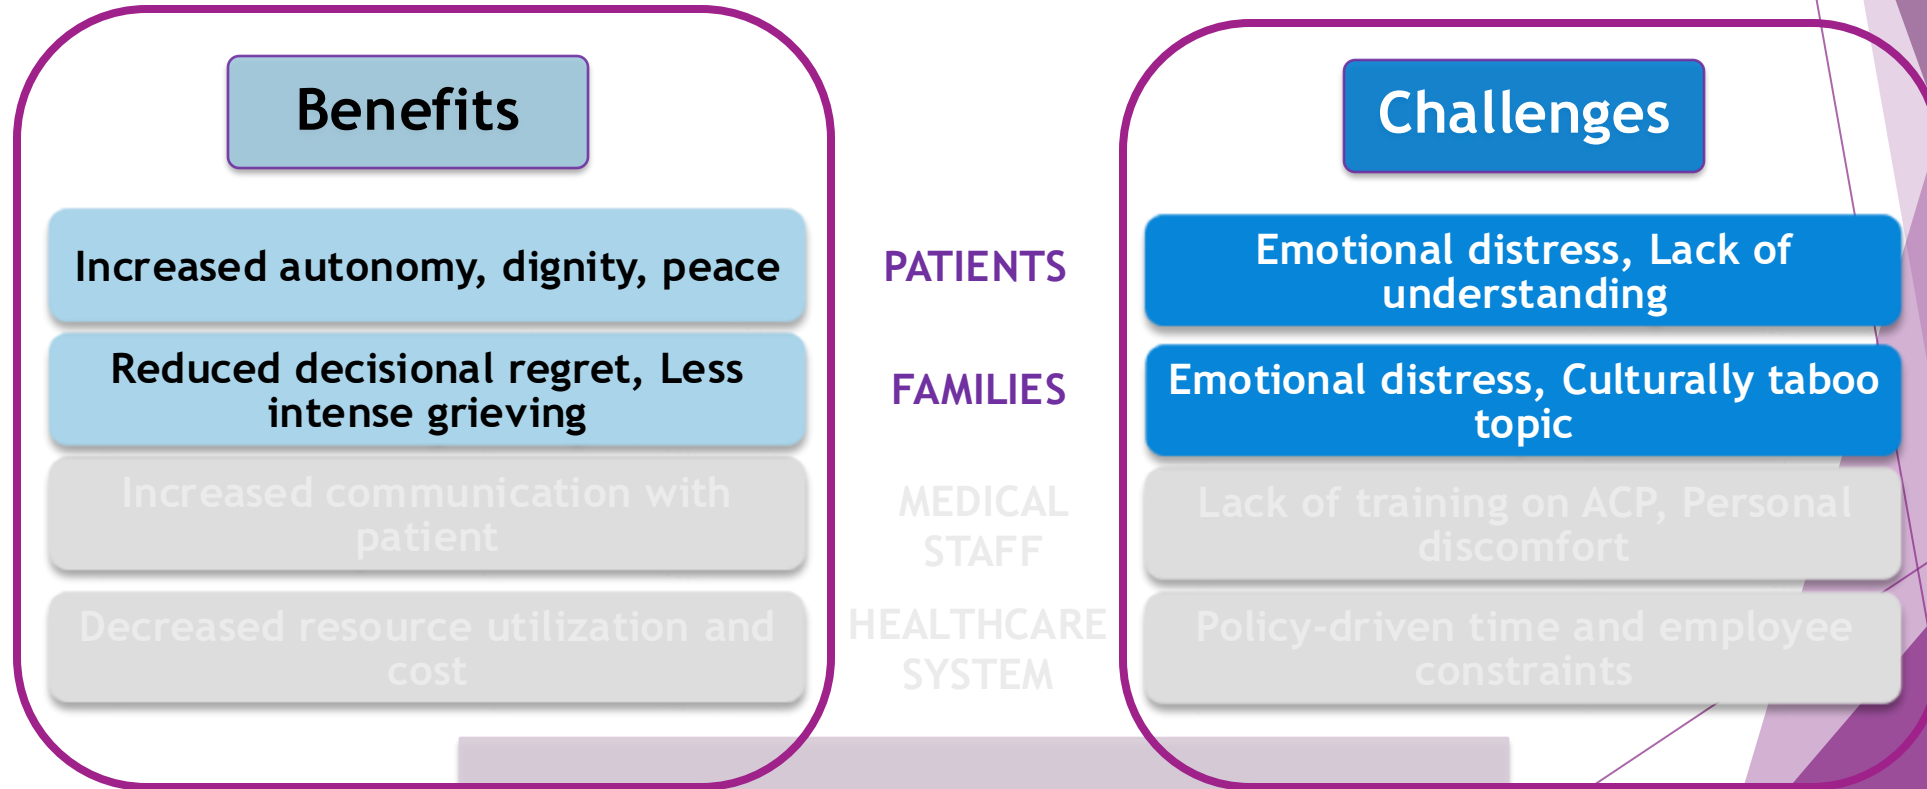 Benefits
Challenges
Increased autonomy, dignity, peace
PATIENTS
Emotional distress, Lack of
understanding
Reduced decisional regret, Less
intense grieving
FAMILIES
Emotional distress, Culturally taboo
topic
Increased communication with
patient
MEDICAL
STAFF
Lack of training on ACP, Personal
discomfort
Decreased resource utilization and
cost
HEALTHCARE
SYSTEM
Policy-driven time and employee
constraints